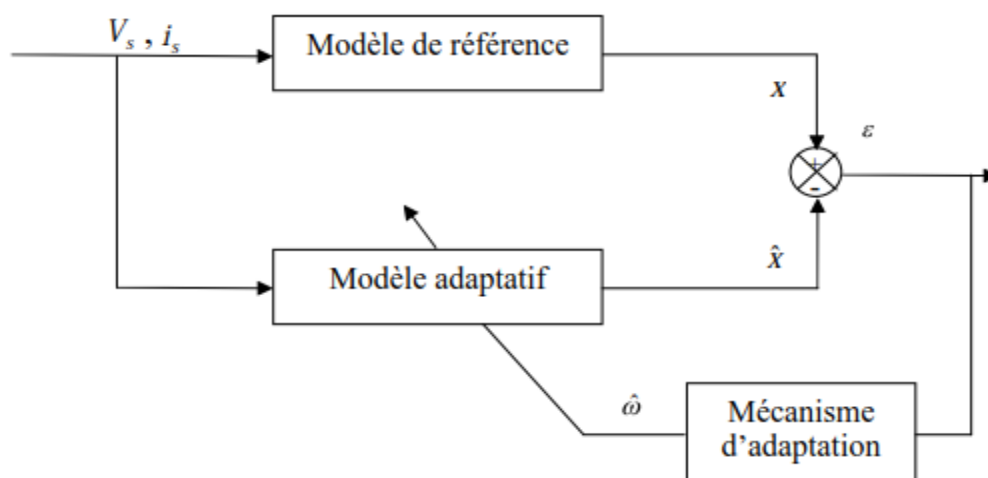 V_s , i_s
Modèle de référence
x
ε
+
-
Modèle adaptatif
x̂
ω̂
Mécanisme
d'adaptation